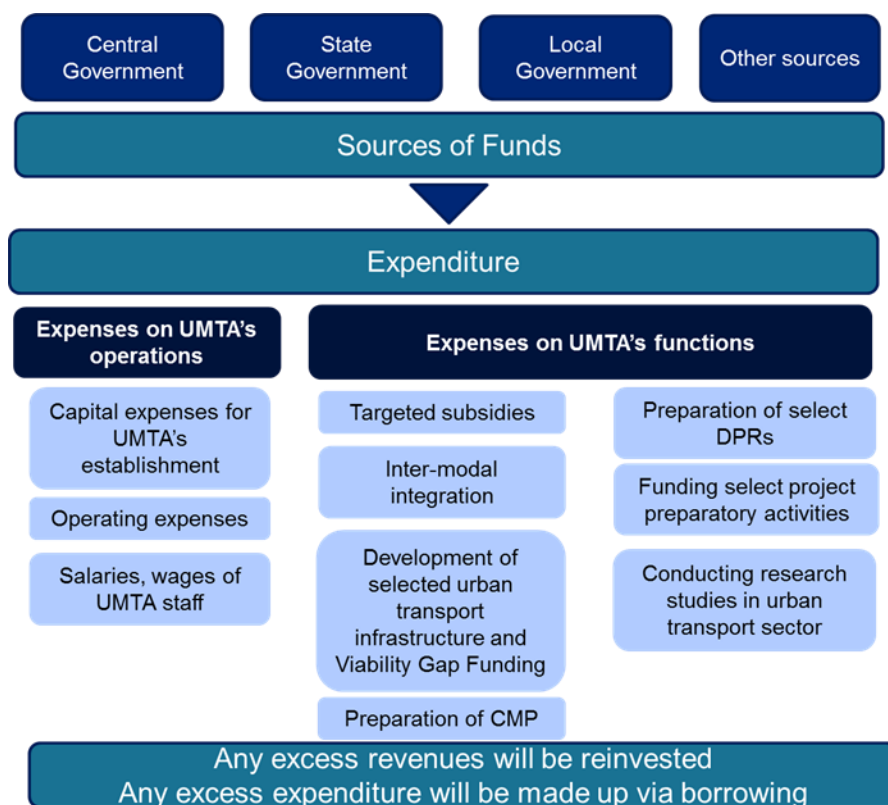 Central
Government
State
Government
Local
Government
Other sources
Sources of Funds
Expenditure
Expenses on UMTA's
operations
Capital expenses for
UMTA's
establishment
Operating expenses
Salaries, wages of
UMTA staff
Expenses on UMTA's functions
Targeted subsidies
Inter-modal
integration
Development of
selected urban
transport
infrastructure and
Viability Gap Funding
Preparation of CMP
Preparation of select
DPRs
Funding select project
preparatory activities
Conducting research
studies in urban
transport sector
Any excess revenues will be reinvested
Any excess expenditure will be made up via borrowing